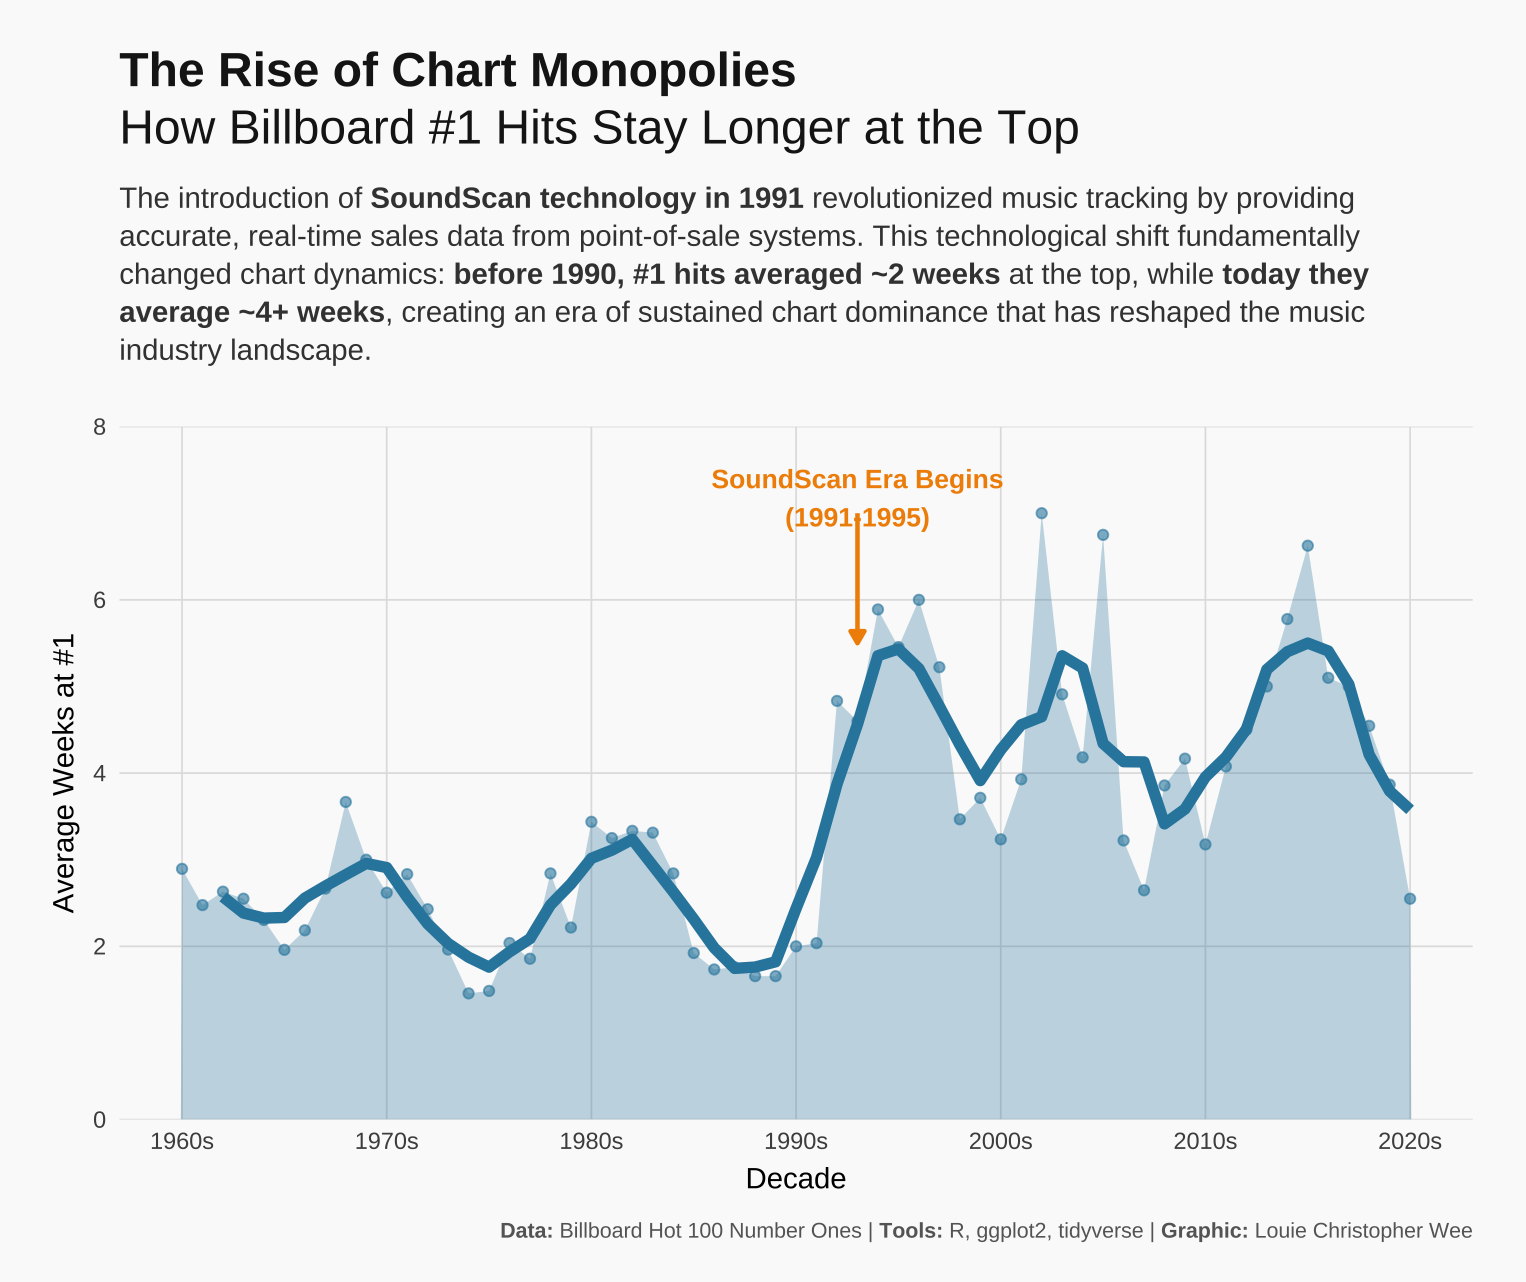 The Rise of Chart Monopolies
How Billboard #1 Hits Stay Longer at the Top
The introduction of SoundScan technology in 1991 revolutionized music tracking by providing
accurate, real-time sales data from point-of-sale systems. This technological shift fundamentally
changed chart dynamics: before 1990, #1 hits averaged ~2 weeks at the top, while today they
average ~4+ weeks, creating an era of sustained chart dominance that has reshaped the music
industry landscape.
8
SoundScan Era Begins
(1991-1995)
6
Average Weeks at #1
4
2
0
1960s 1970s 1980s 1990s 2000s 2010s 2020s
Decade
Data: Billboard Hot 100 Number Ones | Tools: R, ggplot2, tidyverse | Graphic: Louie Christopher Wee